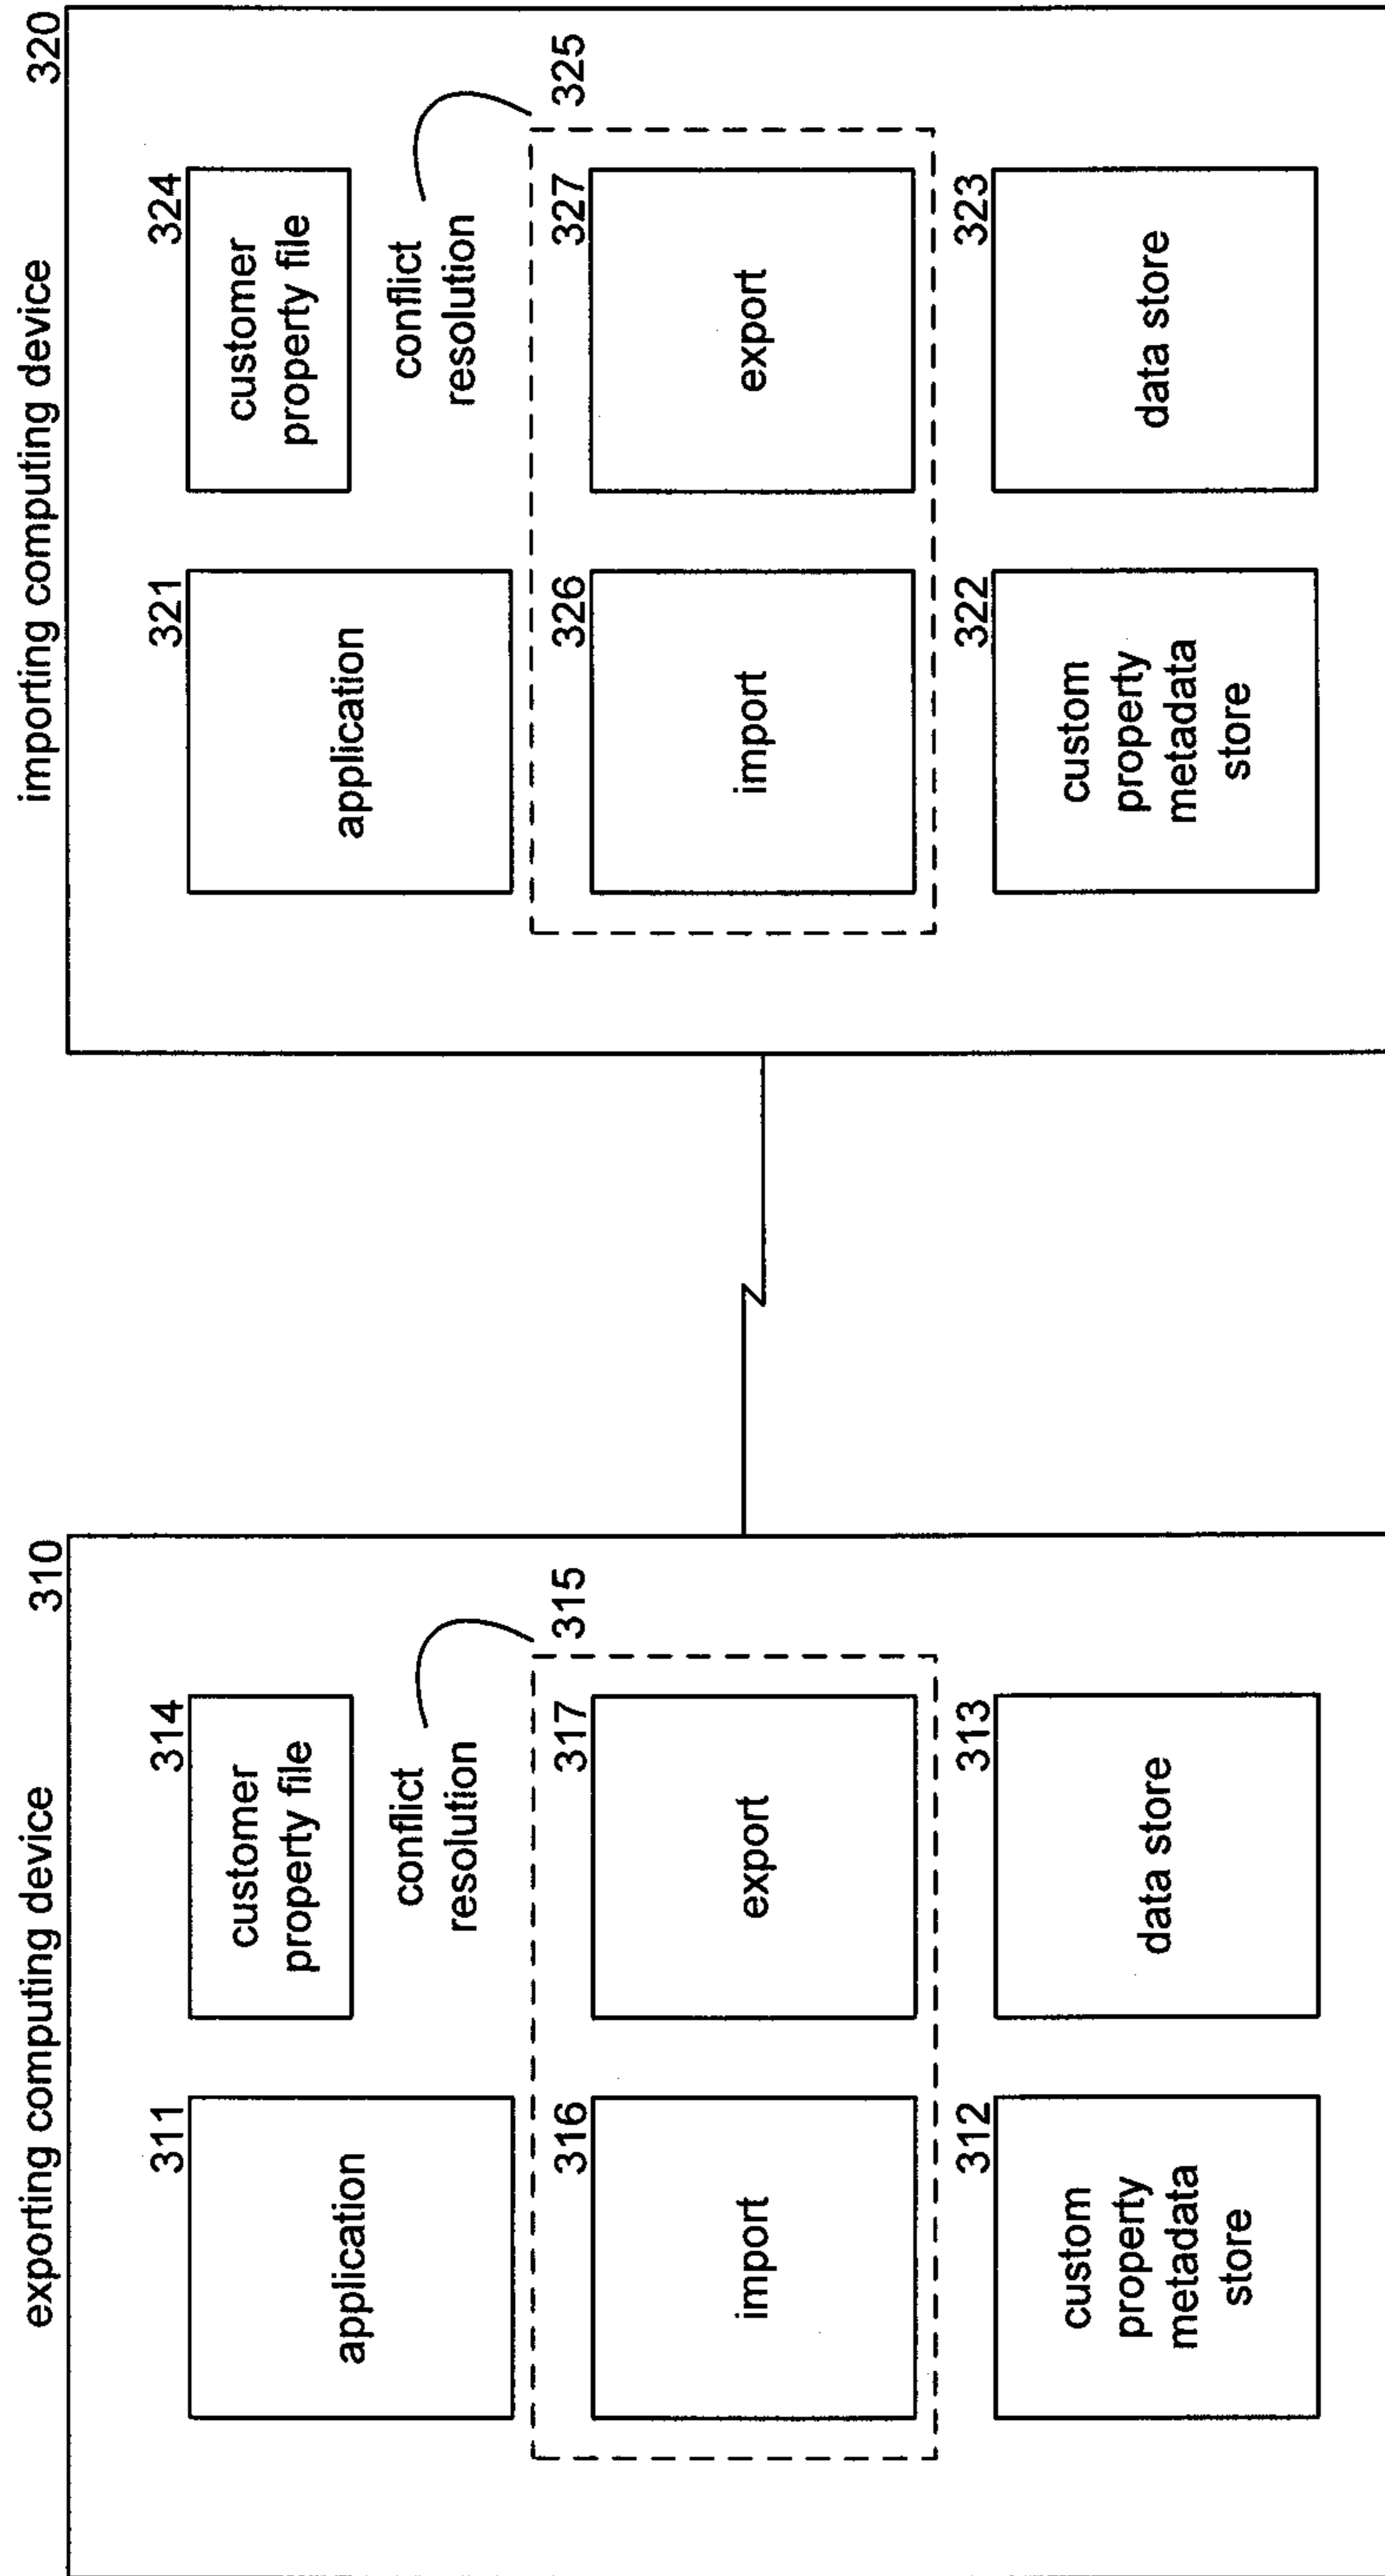 exporting computing device
310
311
application
314
customer
property file
conflict
resolution
315
316
import
317
export
312
custom
property
metadata
store
313
data store
importing computing device
320
321
application
324
customer
property file
conflict
resolution
325
326
import
327
export
322
custom
property
metadata
store
323
data store